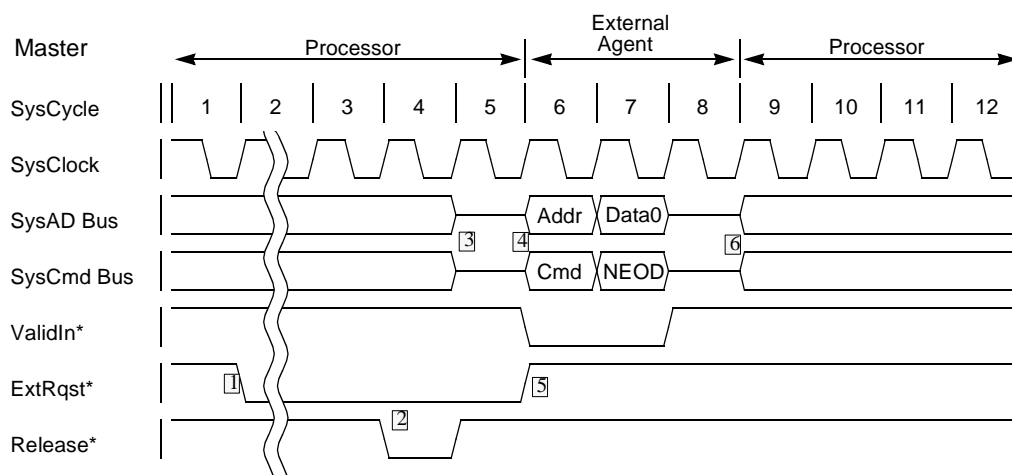 External
Master Processor Agent Processor
SysCycle 1 2 3 4 5 6 7 8 9 10 11 12
SysClock
SysAD Bus Addr Data0
3 4 6
SysCmd Bus Cmd NEOD
ValidIn*
ExtRqst* 1 5
2
Release*